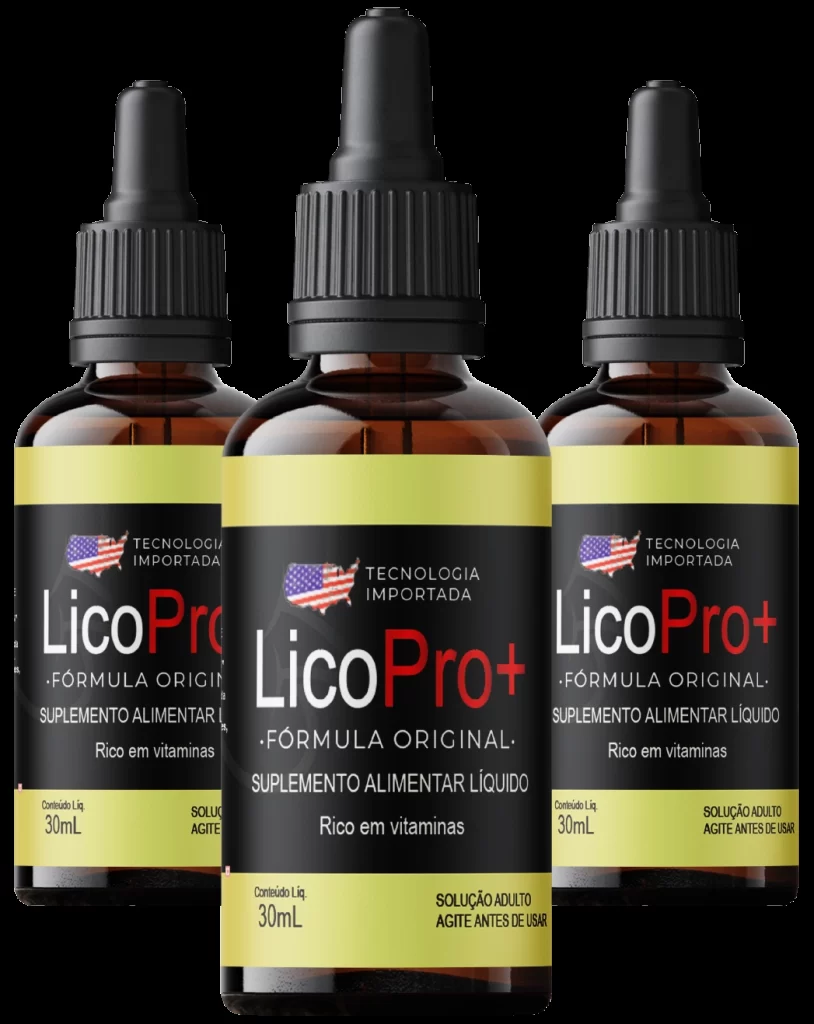 TECNOLOGIA
IMPORTADA
LicoPro+
·FÓRMULA ORIGINAL·
SUPLEMENTO ALIMENTAR LÍQUIDO
Rico em vitaminas
Conteúdo Líq.
30mL
SOLUÇÃO ADULTO
AGITE ANTES DE USAR
TECNOLOGIA
IMPORTADA
LicoPro
·FÓRMULA ORIGIN
SUPLEMENTO ALIMENTAR L
Rico em vitaminas
Conteúdo Líq.
30mL
SOLUÇ
AGITE
TECNOLOGIA
IMPORTADA
LicoPro+
·FÓRMULA ORIGINAL·
SUPLEMENTO ALIMENTAR LÍQUIDO
Rico em vitaminas
Conteúdo Líq.
30mL
SOLUÇÃO ADULTO
AGITE ANTES DE USAR